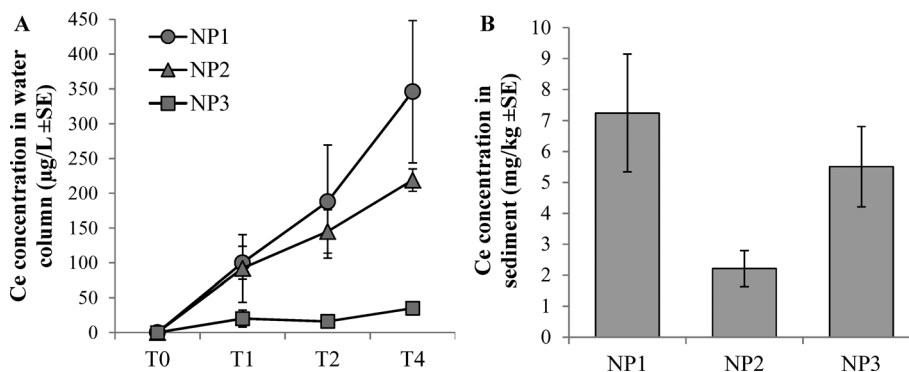 A
Ce concentration in water
column (µg/L ±SE)
450
400
350
300
250
200
150
100
50
0
T0
T1
T2
T4
NP1
NP2
NP3
B
Ce concentration in
sediment (mg/kg ±SE)
10
9
8
7
6
5
4
3
2
1
0
NP1
NP2
NP3